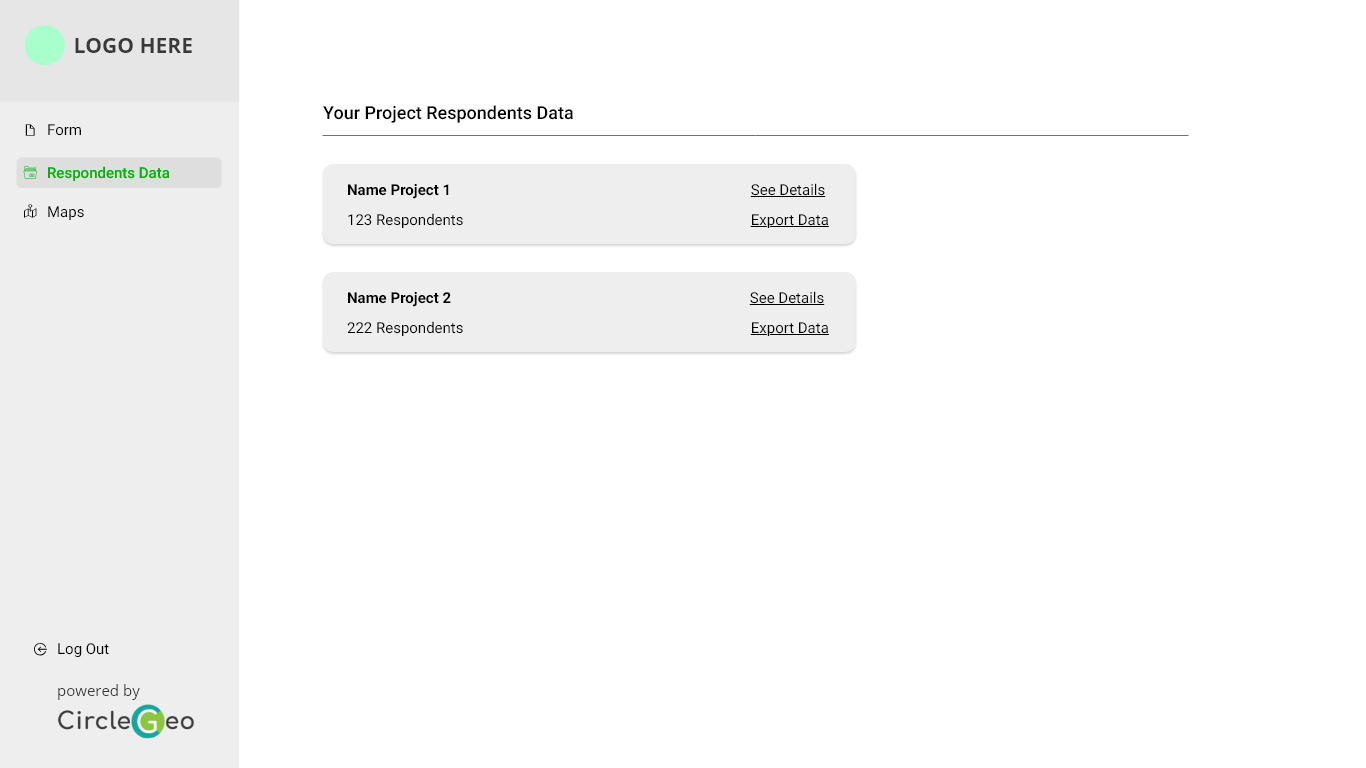 LOGO HERE
Form
Respondents Data
Maps
Log Out
powered by
CircleGeo
Your Project Respondents Data
Name Project 1
See Details
123 Respondents
Export Data
Name Project 2
See Details
222 Respondents
Export Data